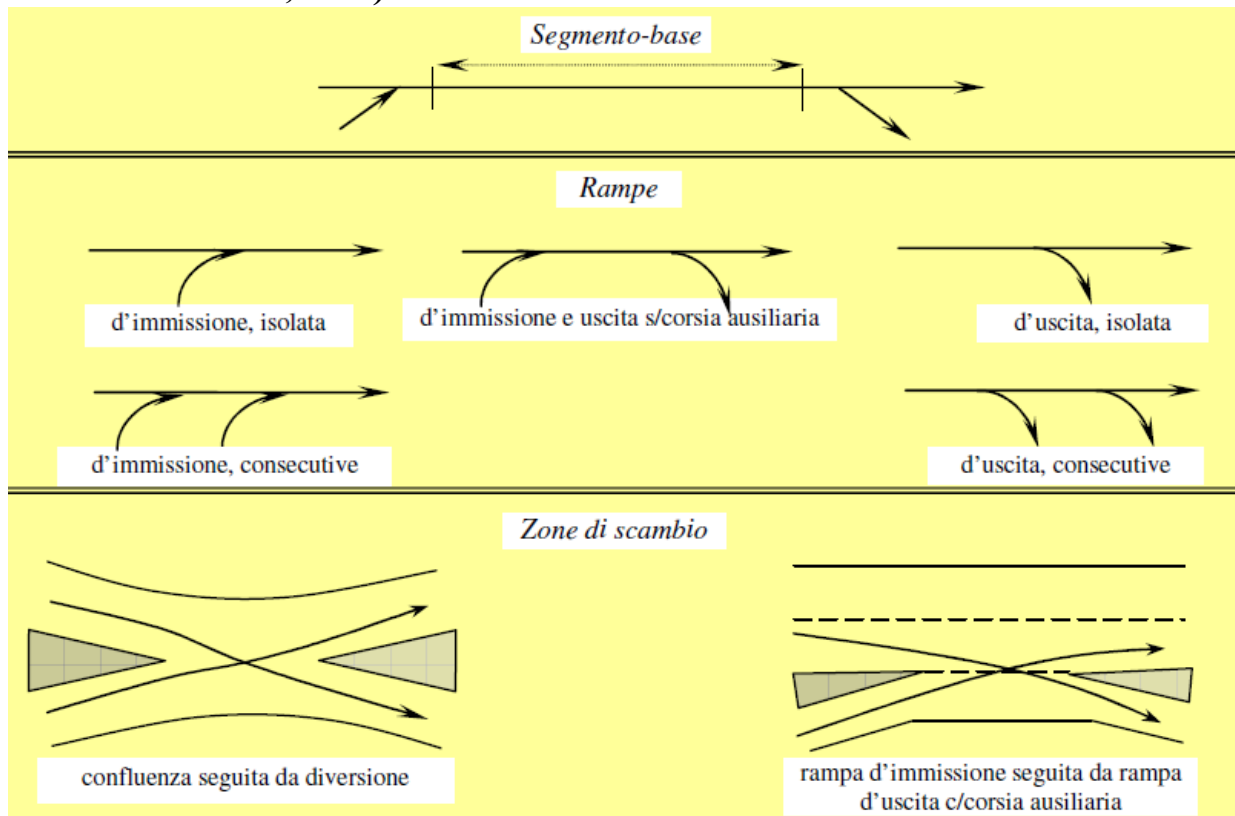 Segmento-base
Rampe
d'immissione, isolata
d'immissione e uscita s/corsia ausiliaria
d'uscita, isolata
d'immissione, consecutive
d'uscita, consecutive
Zone di scambio
confluenza seguita da diversione
rampa d'immissione seguita da rampa
d'uscita c/corsia ausiliaria